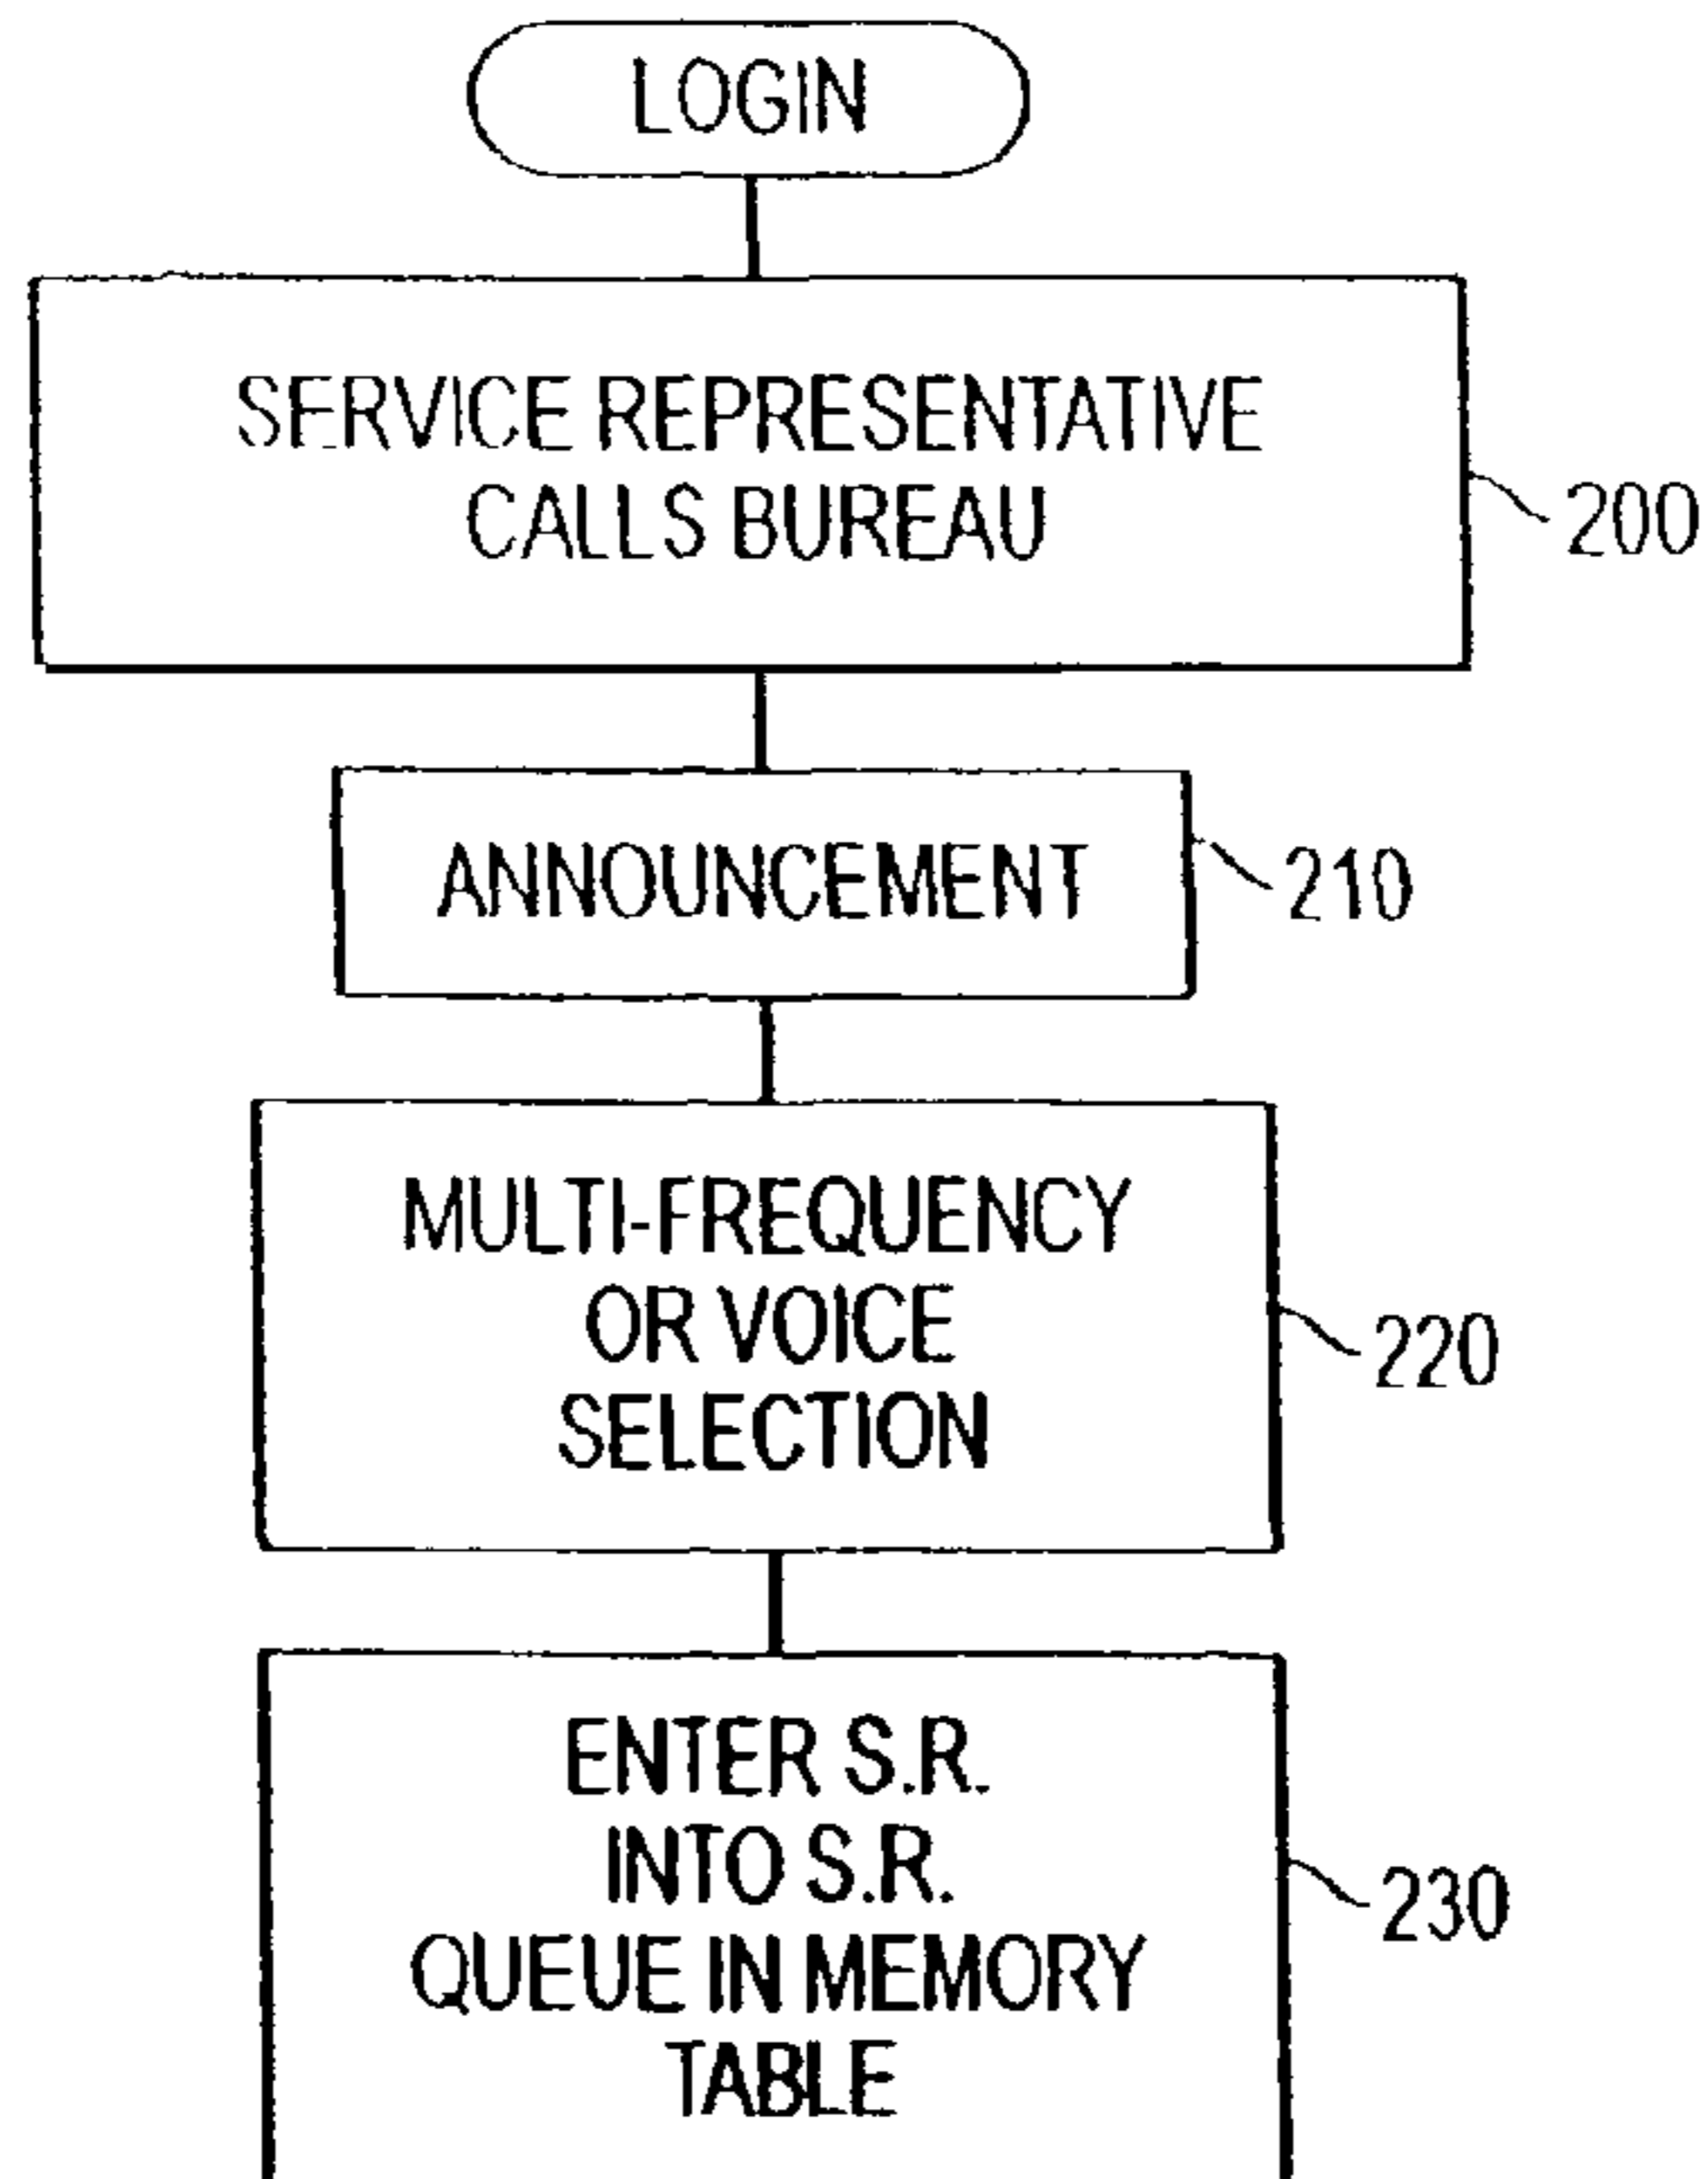 LOGIN
SERVICE REPRESENTATIVE
CALLS BUREAU
200
ANNOUNCEMENT
210
MULTI-FREQUENCY
OR VOICE
SELECTION
220
ENTER S.R.
INTO S.R.
QUEUE IN MEMORY
TABLE
230